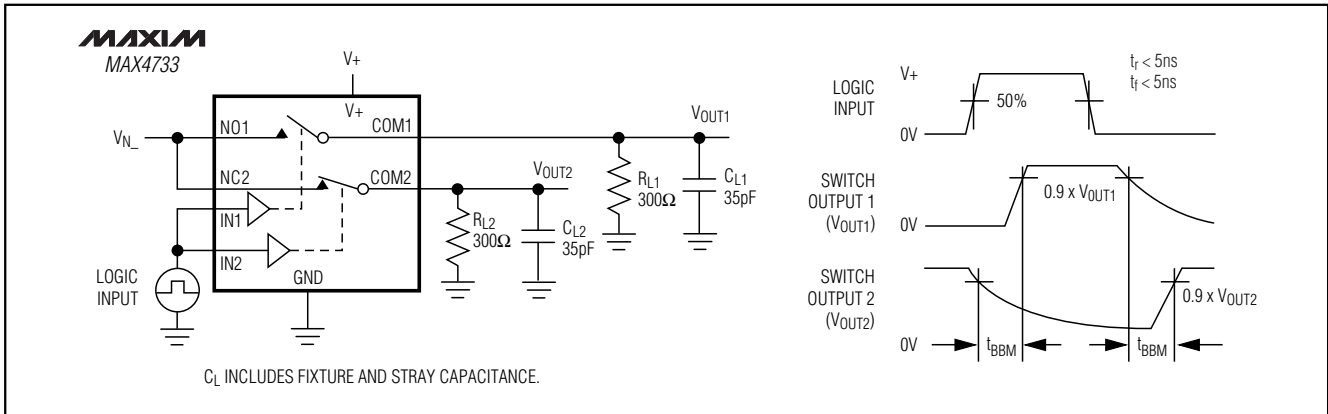 MAXIM
MAX4733
V+
V+
VN_
NO1
COM1
VOUT1
NC2
COM2
VOUT2
IN1
IN2
RL1
300Ω
CL1
35pF
RL2
300Ω
CL2
35pF
LOGIC
INPUT
GND
CL INCLUDES FIXTURE AND STRAY CAPACITANCE.
LOGIC
INPUT
V+
0V
50%
tr < 5ns
tf < 5ns
SWITCH
OUTPUT 1
(VOUT1)
0V
0.9 x VOUT1
SWITCH
OUTPUT 2
(VOUT2)
0V
0.9 x VOUT2
tBBM
tBBM